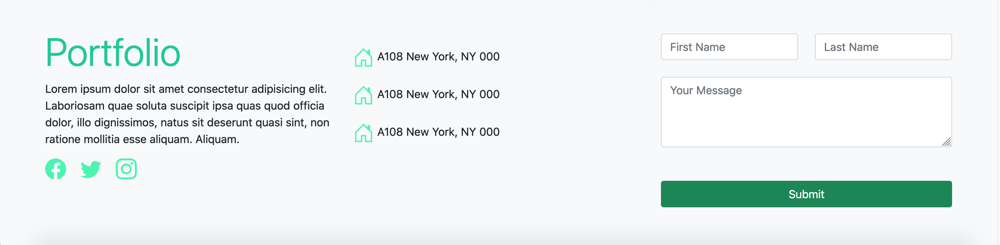 Portfolio
Lorem ipsum dolor sit amet consectetur adipisicing elit.
Laboriosam quae soluta suscipit ipsa quas quod officia
dolor, illo dignissimos, natus sit deserunt quasi sint, non
ratione mollitia esse aliquam. Aliquam.
A108 New York, NY 000
A108 New York, NY 000
A108 New York, NY 000
First Name
Last Name
Your Message
Submit